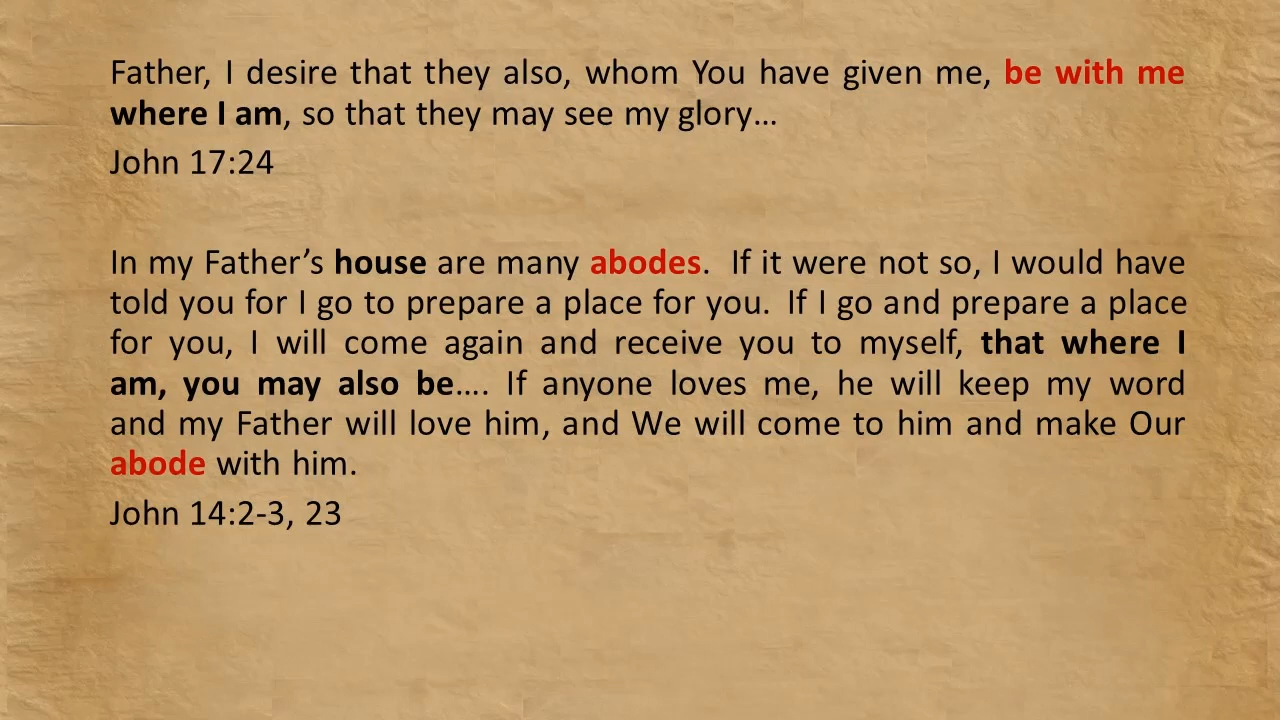 Father, I desire that they also, whom You have given me, be with me
where I am, so that they may see my glory…
John 17:24
In my Father’s house are many abodes.  If it were not so, I would have
told you for I go to prepare a place for you.  If I go and prepare a place
for you, I will come again and receive you to myself, that where I
am, you may also be…. If anyone loves me, he will keep my word
and my Father will love him, and We will come to him and make Our
abode with him.
John 14:2-3, 23